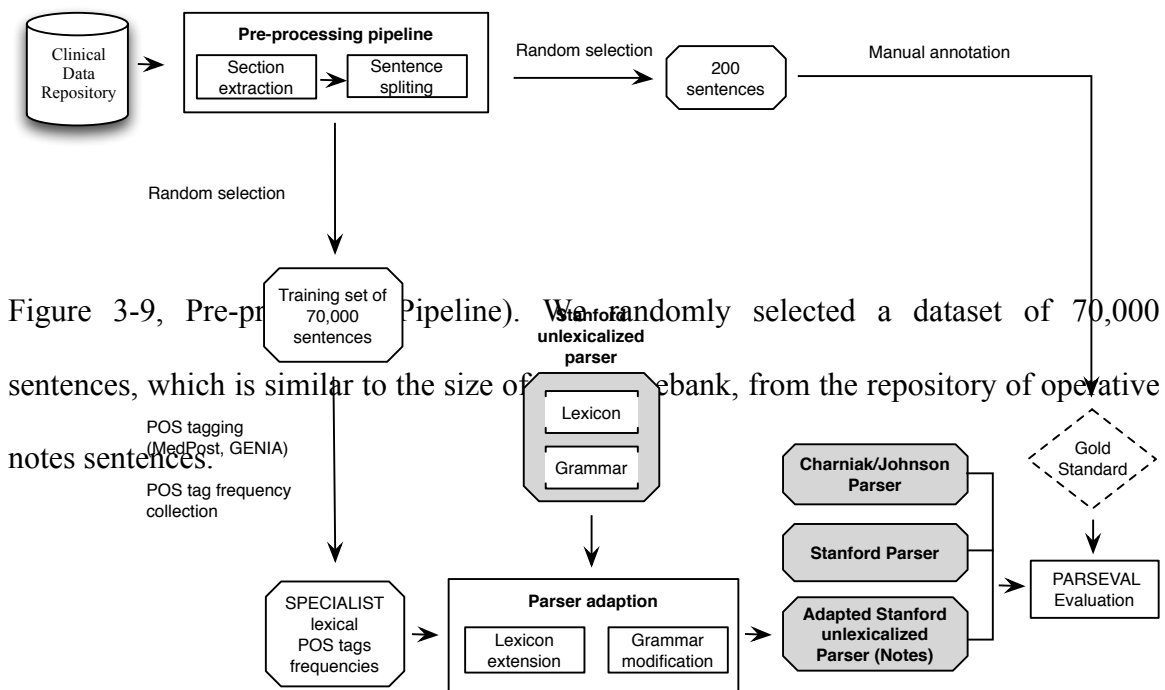 Clinical
Data
Repository
Pre-processing pipeline
Section
extraction
Sentence
spliting
Random selection
200
sentences
Manual annotation
Random selection
Training set of
70,000
sentences
Figure 3-9, Pre-pr Pipeline). We randomly selected a dataset of 70,000
Stanford
unlexicalized
parser
sentences, which is similar to the size of ebank, from the repository of operative
notes sentences.
Lexicon
Grammar
POS tagging
(MedPost, GENIA)
POS tag frequency
collection
Charniak/Johnson
Parser
Gold
Standard
Stanford Parser
SPECIALIST
lexical
POS tags
frequencies
Parser adaption
Lexicon
extension
Grammar
modification
Adapted Stanford
unlexicalized
Parser (Notes)
PARSEVAL
Evaluation